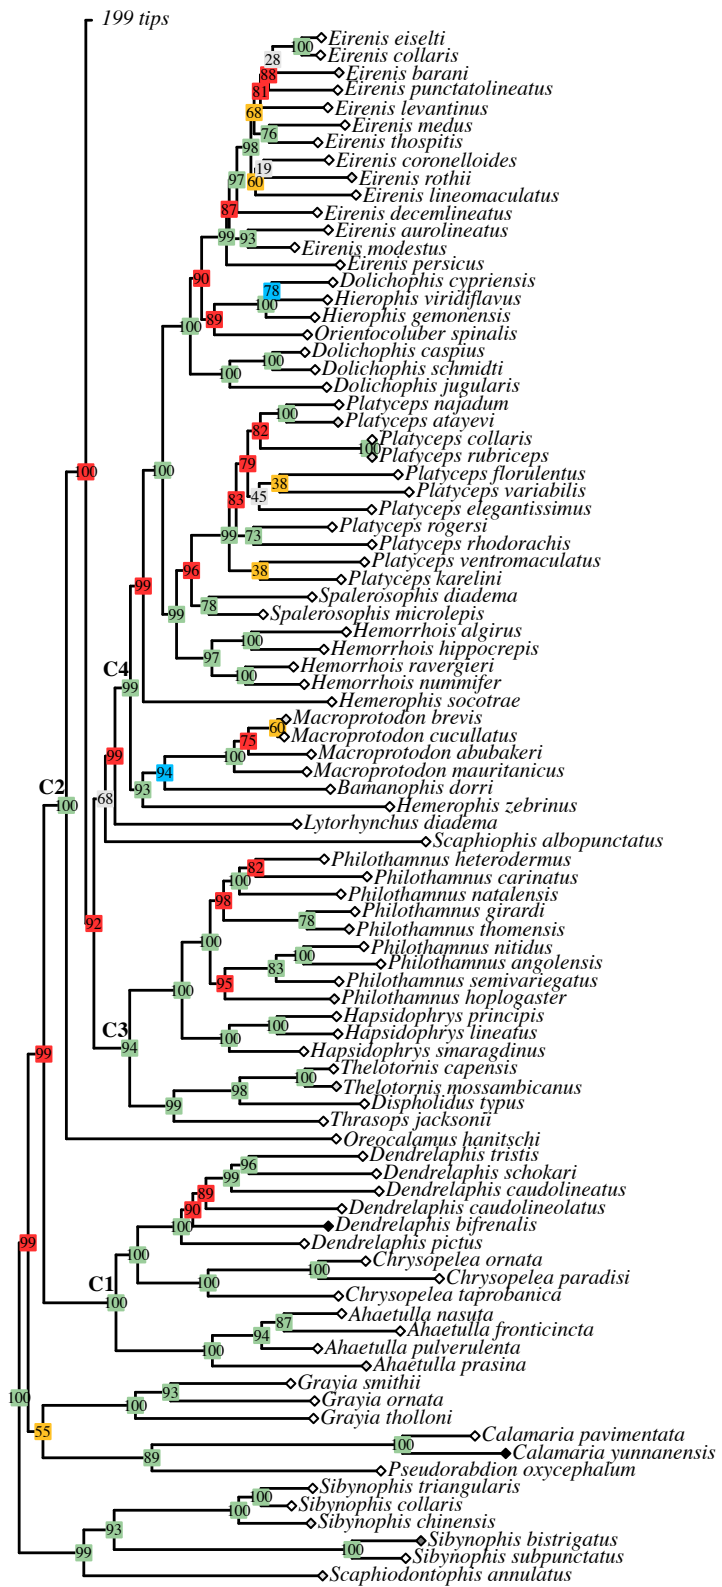 199 tips
100 Eirenis eiselti
28 Eirenis collaris
88 Eirenis barani
81 Eirenis punctatolineatus
68 Eirenis levantinus
76 Eirenis medus
98 Eirenis thospitis
19 Eirenis coronelloides
97 60 Eirenis rothii
Eirenis lineomaculatus
87 Eirenis decemlineatus
99 93 Eirenis aurolineatus
Eirenis modestus
90 Eirenis persicus
78 Dolichophis cypriensis
100 Hierophis viridiflavus
89 Hierophis gemonensis
100 Orientocoluber spinalis
100 Dolichophis caspius
100 Dolichophis schmidti
Dolichophis jugularis
100 Platyceps najadum
82 Platyceps atayevi
100 Platyceps collaris
79 Platyceps rubriceps
100 100 38 Platyceps florulentus
83 45 Platyceps variabilis
Platyceps elegantissimus
99 73 Platyceps rogersi
Platyceps rhodorachis
96 38 Platyceps ventromaculatus
99 Platyceps karelini
99 78 Spalerosophis diadema
Spalerosophis microlepis
100 Hemorrhois algirus
97 Hemorrhois hippocrepis
C4 100 Hemorrhois ravergieri
99 Hemorrhois nummifer
Hemerophis socotrae
60 Macroprotodon brevis
75 Macroprotodon cucullatus
99 100 Macroprotodon abubakeri
94 Macroprotodon mauritanicus
C2 93 Bamanophis dorri
100 68 Hemerophis zebrinus
Lytorhynchus diadema
Scaphiophis albopunctatus
82 Philothamnus heterodermus
100 Philothamnus carinatus
98 Philothamnus natalensis
92 78 Philothamnus girardi
100 Philothamnus thomensis
100 Philothamnus nitidus
83 Philothamnus angolensis
100 95 Philothamnus semivariegatus
Philothamnus hoplogaster
100 Hapsidophrys principis
C3 100 Hapsidophrys lineatus
99 94 Hapsidophrys smaragdinus
100 Thelotornis capensis
98 Thelotornis mossambicanus
99 Dispholidus typus
Thrasops jacksonii
Oreocalamus hanitschi
96 Dendrelaphis tristis
99 Dendrelaphis schokari
89 Dendrelaphis caudolineatus
90 Dendrelaphis caudolineolatus
99 100 Dendrelaphis bifrenalis
100 Dendrelaphis pictus
100 Chrysopelea ornata
C1 100 Chrysopelea paradisi
100 Chrysopelea taprobanica
87 Ahaetulla nasuta
94 Ahaetulla fronticincta
100 Ahaetulla pulverulenta
Ahaetulla prasina
100 93 Grayia smithii
100 Grayia ornata
55 Grayia tholloni
100 Calamaria pavimentata
89 Calamaria yunnanensis
Pseudorabdion oxycephalum
100 Sibynophis triangularis
100 Sibynophis collaris
93 Sibynophis chinensis
99 100 Sibynophis bistrigatus
Sibynophis subpunctatus
Scaphiodontophis annulatus